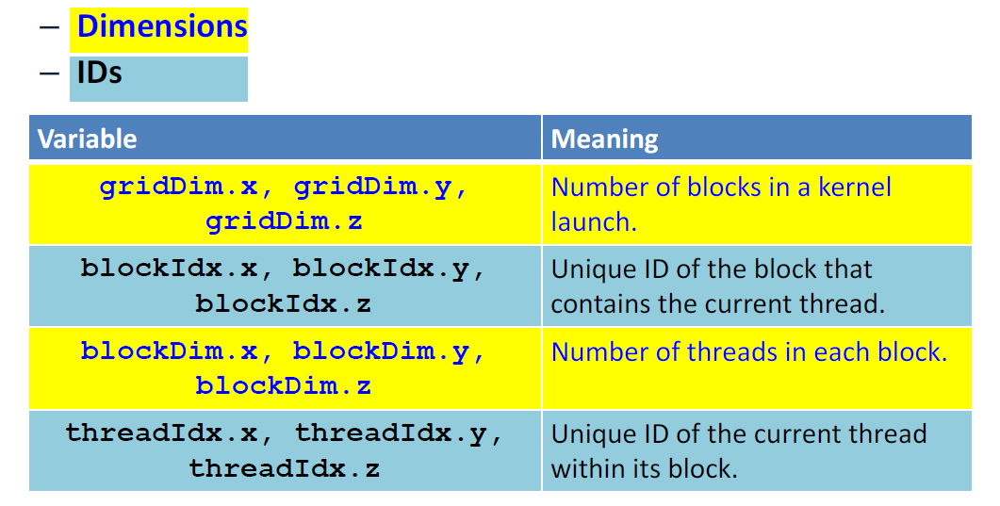 – Dimensions
– IDs
Variable
Meaning
gridDim.x, gridDim.y,
gridDim.z
Number of blocks in a kernel
launch.
blockIdx.x, blockIdx.y,
blockIdx.z
Unique ID of the block that
contains the current thread.
blockDim.x, blockDim.y,
blockDim.z
Number of threads in each block.
threadIdx.x, threadIdx.y,
threadIdx.z
Unique ID of the current thread
within its block.